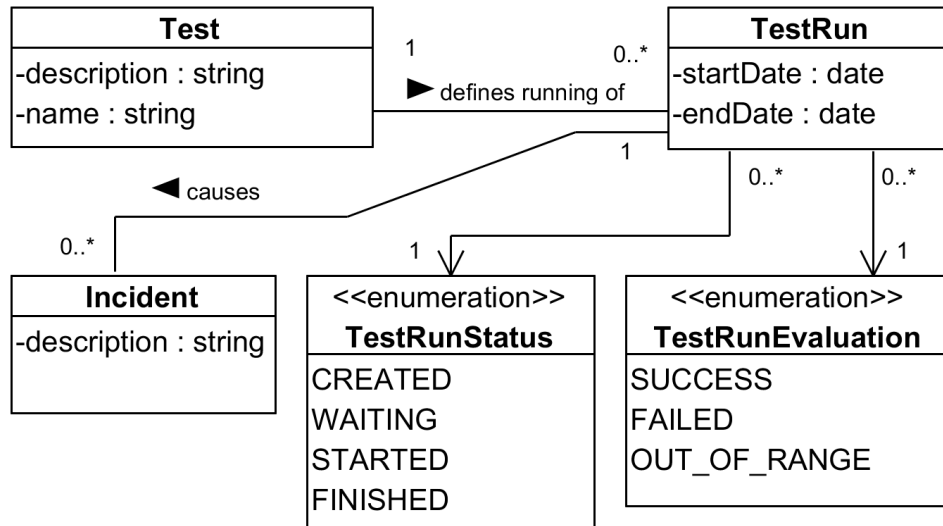 Test
-description : string
-name : string
1
0..*
defines running of
TestRun
-startDate : date
-endDate : date
1
causes
0..*
0..*
0..*
1
1
Incident
-description : string
<<enumeration>>
TestRunStatus
CREATED
WAITING
STARTED
FINISHED
<<enumeration>>
TestRunEvaluation
SUCCESS
FAILED
OUT_OF_RANGE